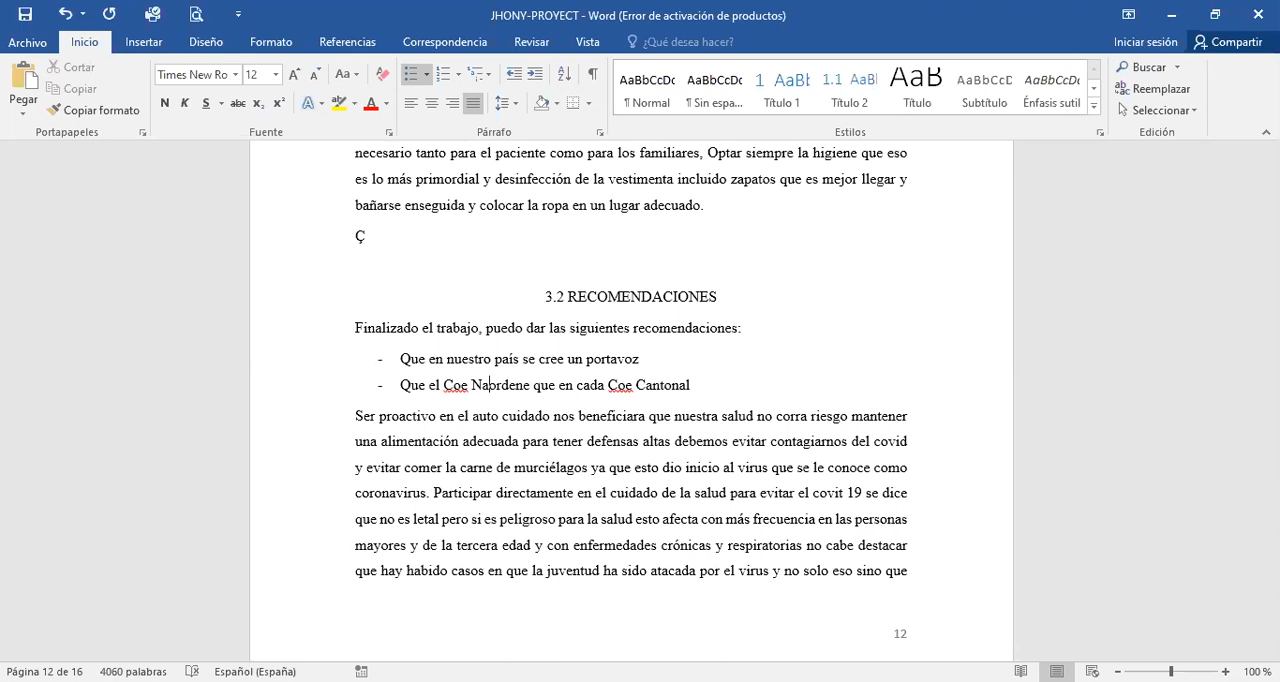 JHONY-PROYECT - Word (Error de activación de productos)
Archivo Inicio Insertar Diseño Formato Referencias Correspondencia Revisar Vista ¿Qué desea hacer? Iniciar sesión Compartir
Pegar Cortar Copiar Copiar formato
Times New Ro 12
Aa
N K S abc x₂ x² A ab A
AaBbCcDc AaBbCcDc 1 AaBl 1.1 AaBl AaB AaBbCcD AaBbCcDc
¶ Normal ¶ Sin espa... Título 1 Título 2 Título Subtítulo Énfasis sutil
Buscar
Reemplazar
Seleccionar
Portapapeles Fuente Párrafo Estilos Edición
necesario tanto para el paciente como para los familiares, Optar siempre la higiene que eso
es lo más primordial y desinfección de la vestimenta incluido zapatos que es mejor llegar y
bañarse enseguida y colocar la ropa en un lugar adecuado.
Ç
3.2 RECOMENDACIONES
Finalizado el trabajo, puedo dar las siguientes recomendaciones:
- Que en nuestro país se cree un portavoz
- Que el Coe Naordene que en cada Coe Cantonal
Ser proactivo en el auto cuidado nos beneficiara que nuestra salud no corra riesgo mantener
una alimentación adecuada para tener defensas altas debemos evitar contagiarnos del covid
y evitar comer la carne de murciélagos ya que esto dio inicio al virus que se le conoce como
coronavirus. Participar directamente en el cuidado de la salud para evitar el covit 19 se dice
que no es letal pero si es peligroso para la salud esto afecta con más frecuencia en las personas
mayores y de la tercera edad y con enfermedades crónicas y respiratorias no cabe destacar
que hay habido casos en que la juventud ha sido atacada por el virus y no solo eso sino que
12
Página 12 de 16 4060 palabras Español (España) 100 %